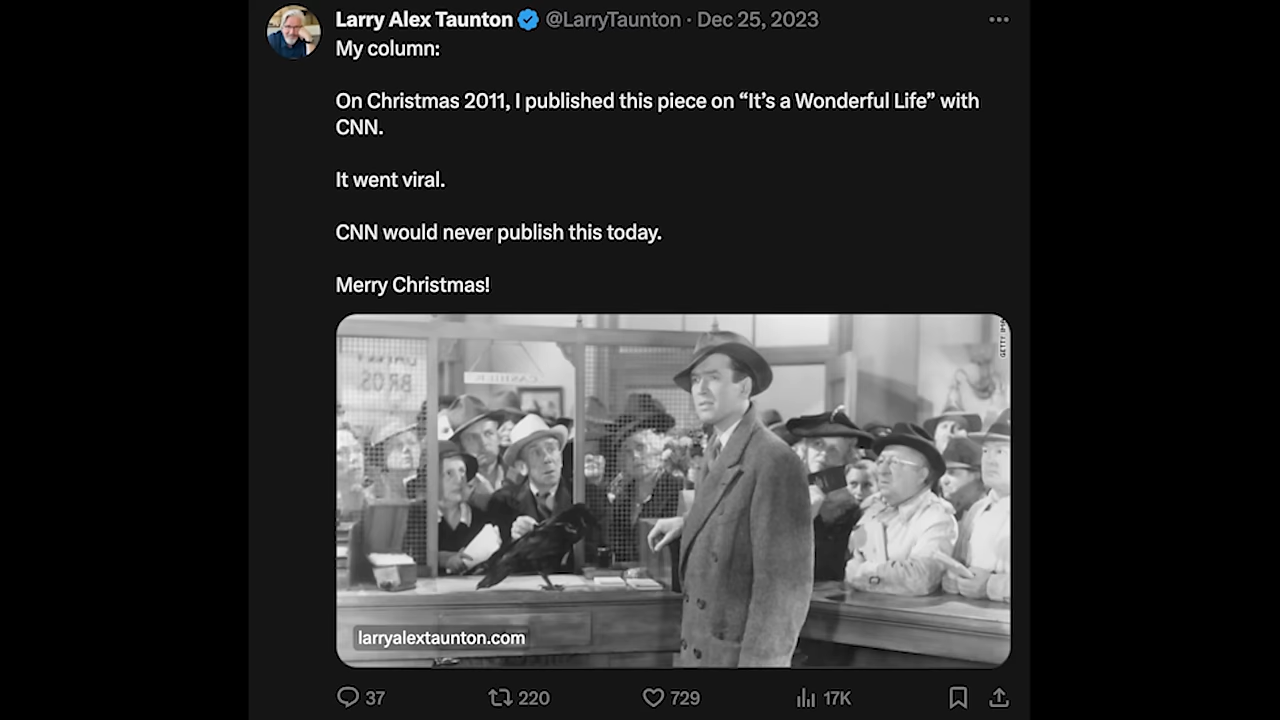 Larry Alex Taunton @LarryTaunton · Dec 25, 2023
My column:
On Christmas 2011, I published this piece on “It’s a Wonderful Life” with
CNN.
It went viral.
CNN would never publish this today.
Merry Christmas!
BROS
CASHIER
larryalextaunton.com
37 220 729 17K